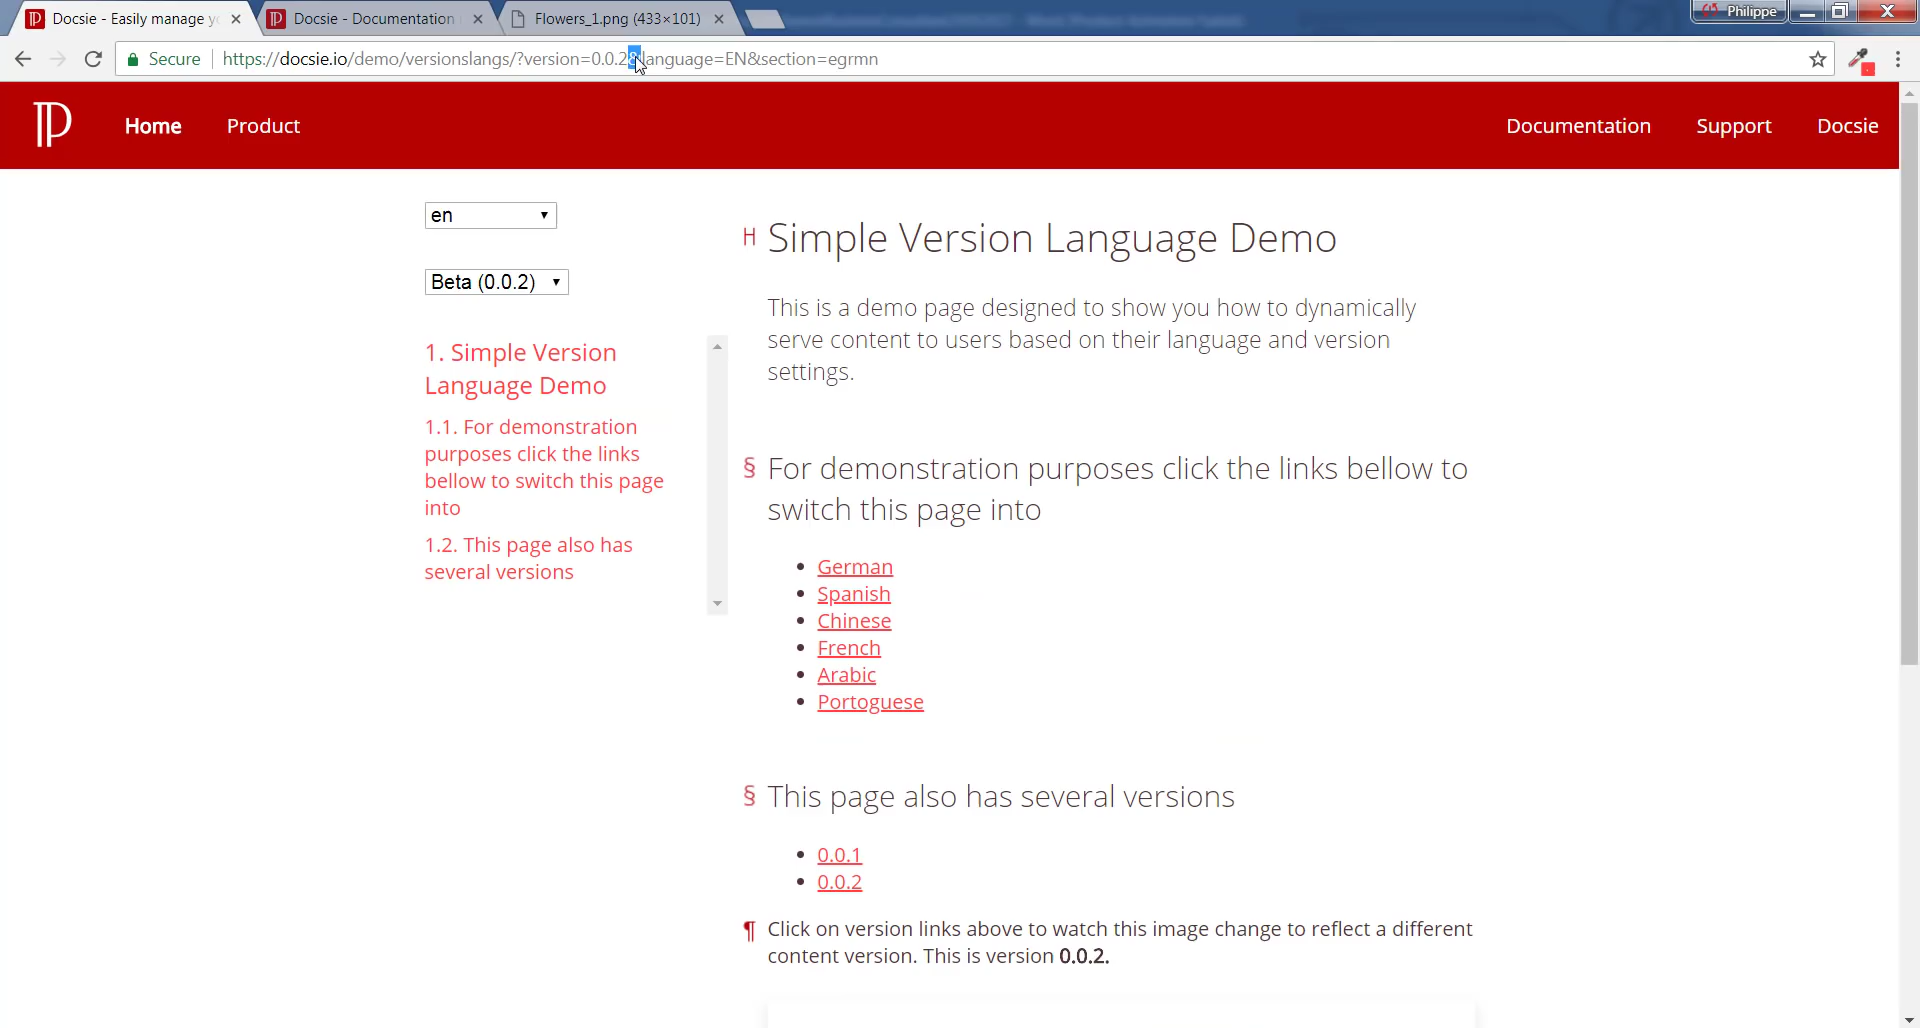 Docsie - Easily manage y
Docsie - Documentation
Flowers_1.png (433×101)
Philippe
Secure
https://docsie.io/demo/versionslangs/?version=0.0.2&language=EN&section=egrmn
Home
Product
Documentation
Support
Docsie
en
Beta (0.0.2)
1. Simple Version
Language Demo
1.1. For demonstration
purposes click the links
bellow to switch this page
into
1.2. This page also has
several versions
H Simple Version Language Demo
This is a demo page designed to show you how to dynamically
serve content to users based on their language and version
settings.
§ For demonstration purposes click the links bellow to
switch this page into
• German
• Spanish
• Chinese
• French
• Arabic
• Portoguese
§ This page also has several versions
• 0.0.1
• 0.0.2
¶ Click on version links above to watch this image change to reflect a different
content version. This is version 0.0.2.